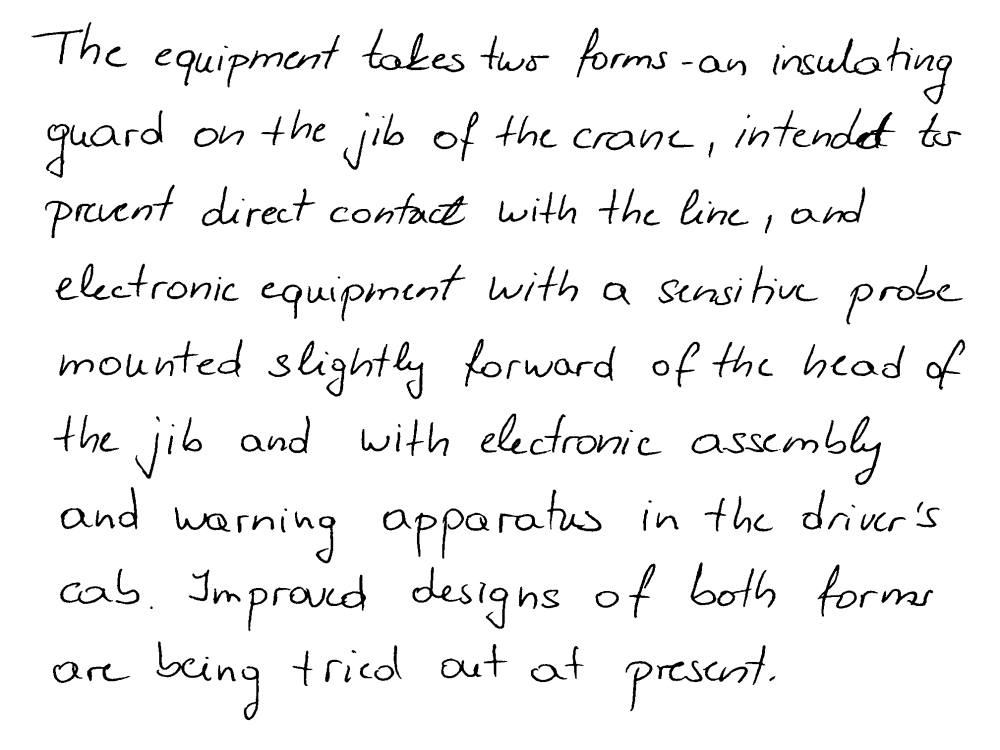 The equipment takes two forms - an insulating
guard on the jib of the crane, intended to
prevent direct contact with the line, and
electronic equipment with a sensitive probe
mounted slightly forward of the head of
the jib and with electronic assembly
and warning apparatus in the driver's
cab. Improved designs of both forms
are being tried out at present.